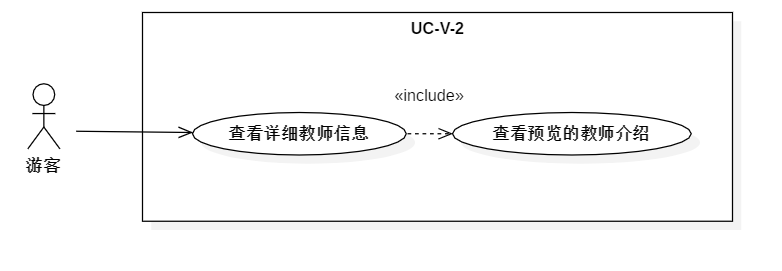 UC-V-2
«include»
查看详细教师信息
查看预览的教师介绍
游客